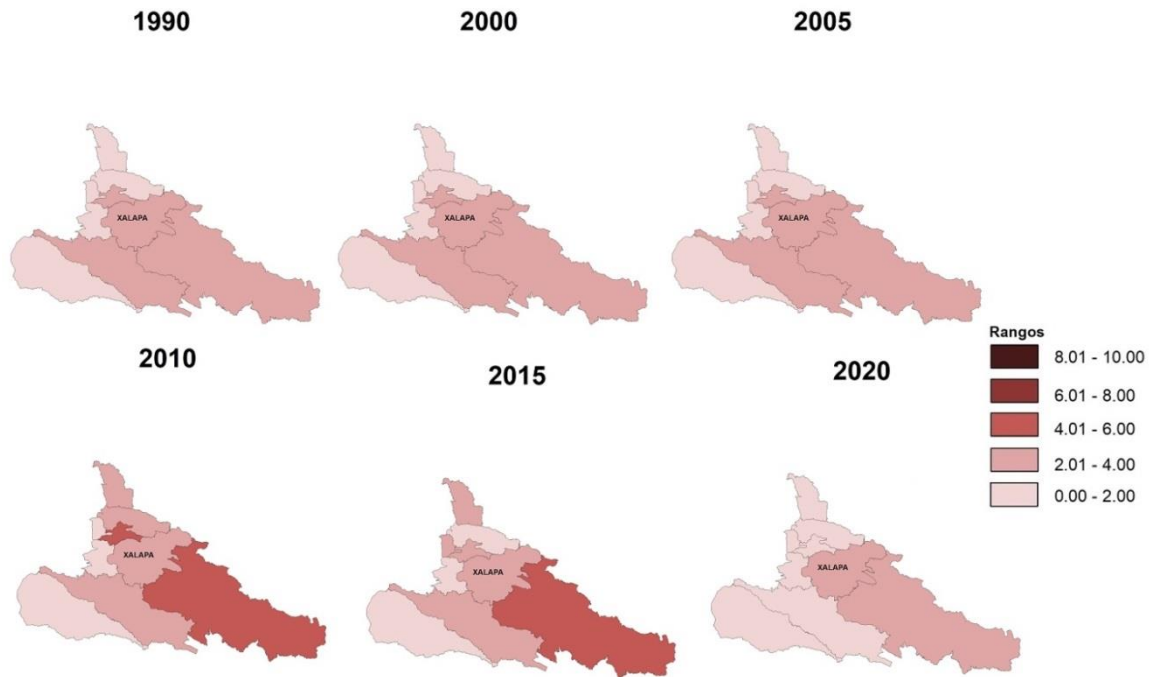 1990
2000
2005
XALAPA
XALAPA
XALAPA
Rangos
8.01 - 10.00
6.01 - 8.00
4.01 - 6.00
2.01 - 4.00
0.00 - 2.00
2010
2015
2020
XALAPA
XALAPA
XALAPA